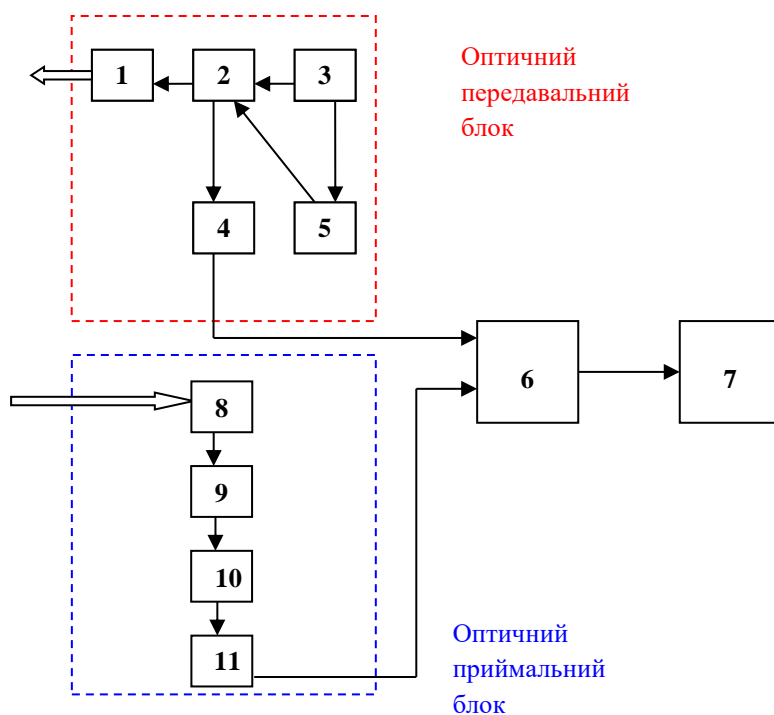 1
2
3
Оптичний
передавальний
блок
4
5
6
7
8
9
10
11
Оптичний
приймальний
блок